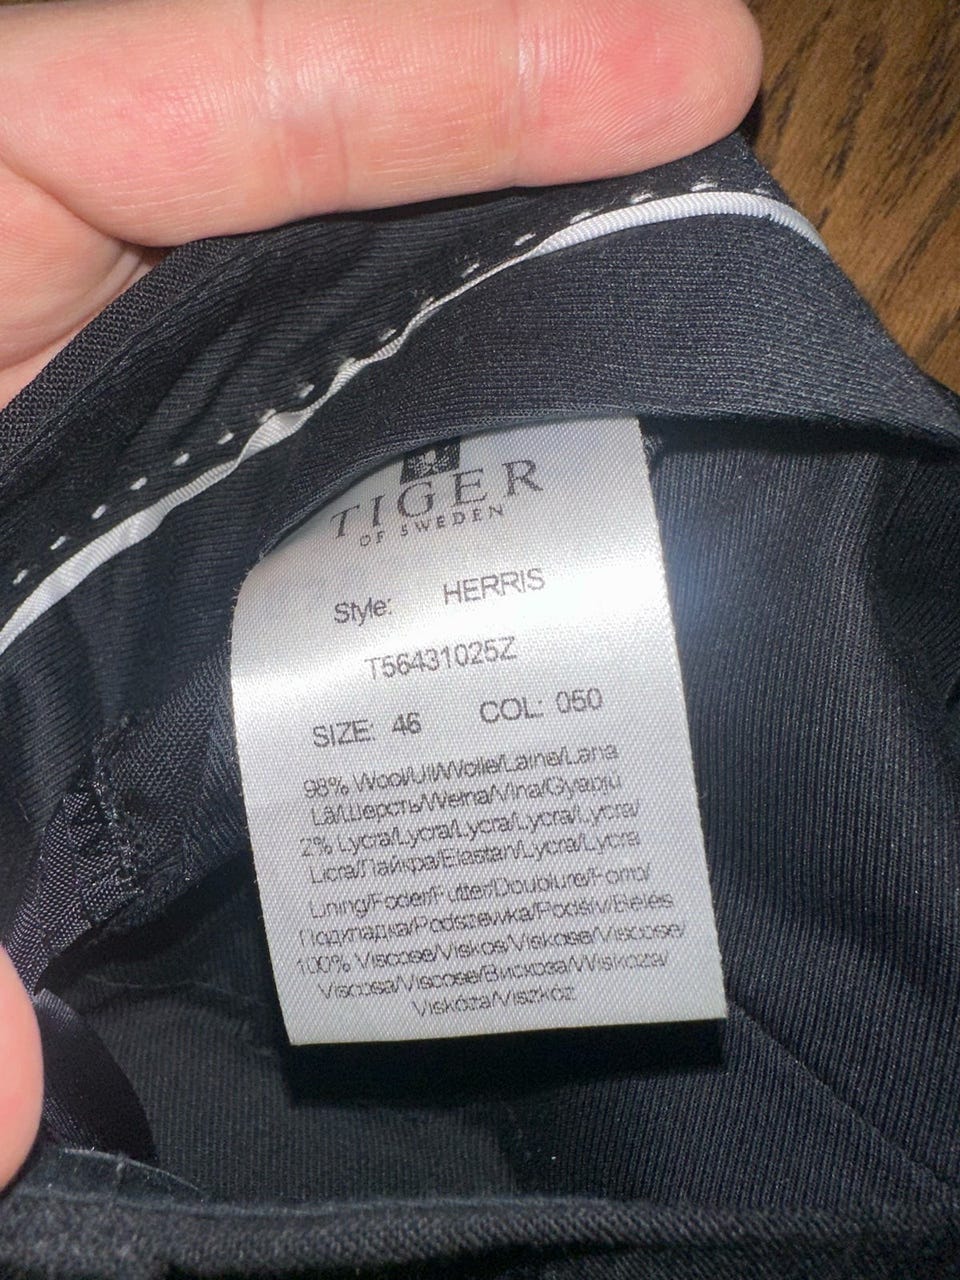 TIGER
OF SWEDEN
Style: HERRIS
T56431025Z
SIZE: 46 COL: 050
98% Wool/Ull/Wolle/Laine/Lana
Lã/Шерсть/Wełna/Vlna/Gyapjú
2% Lycra/Lycra/Lycra/Lycra/Lycra/
Licra/Лайкра/Elastan/Lycra/Lycra
Lining/Foder/Futter/Doublure/Forro/
Подкладка/Podszewka/Podšív/Bélés
100% Viscose/Viskos/Viskose/Viscose/
Viscosa/Viscose/Вискоза/Wiskoza/
Viskóza/Viszkóz